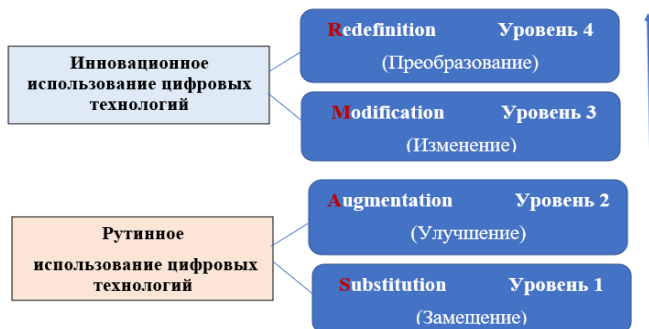 Инновационное
использование цифровых
технологий
Redefinition Уровень 4
(Преобразование)
Modification Уровень 3
(Изменение)
Рутинное
использование цифровых
технологий
Augmentation Уровень 2
(Улучшение)
Substitution Уровень 1
(Замещение)